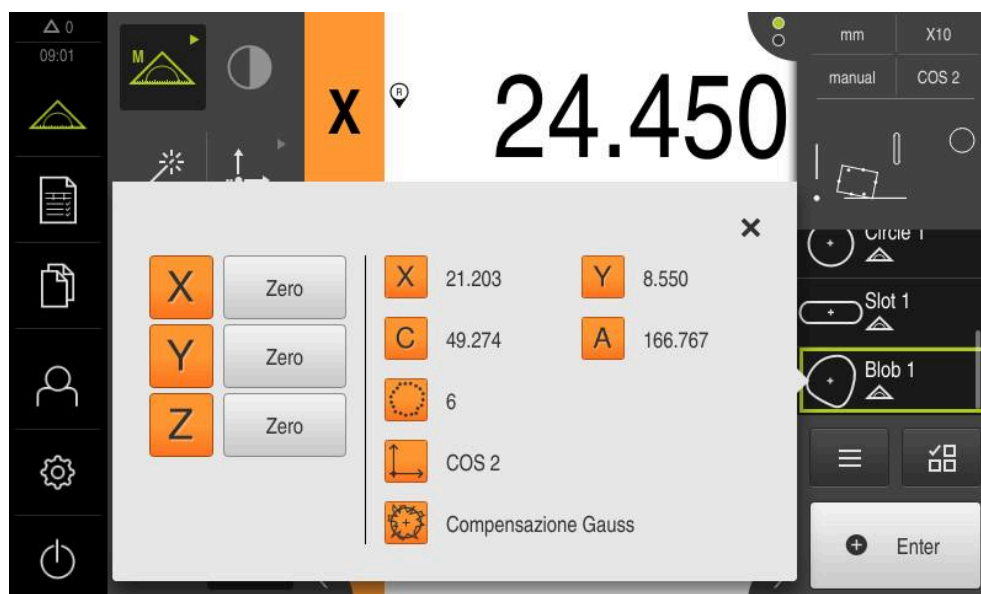 0
09:01
M
X
R
24.450
mm X10
manual COS 2
X Zero
Y Zero
Z Zero
X 21.203 Y 8.550
C 49.274 A 166.767
6
COS 2
Compensazione Gauss
Circle 1
Slot 1
Blob 1
Enter